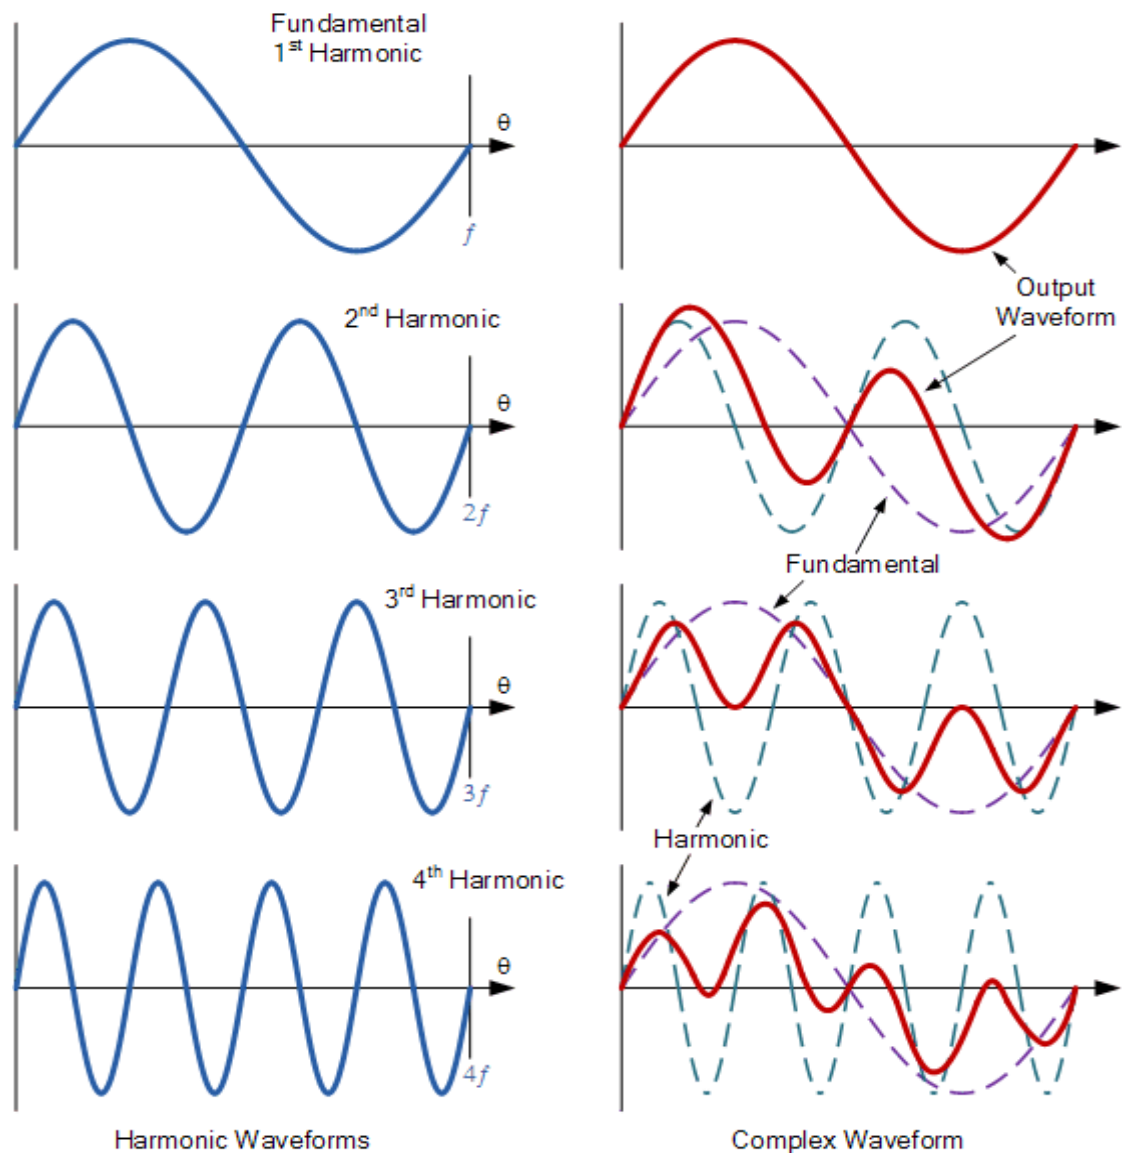 Fundamental
1st Harmonic
θ
f
Output
Waveform
2nd Harmonic
θ
2f
Fundamental
3rd Harmonic
θ
3f
Harmonic
4th Harmonic
θ
4f
Harmonic Waveforms
Complex Waveform